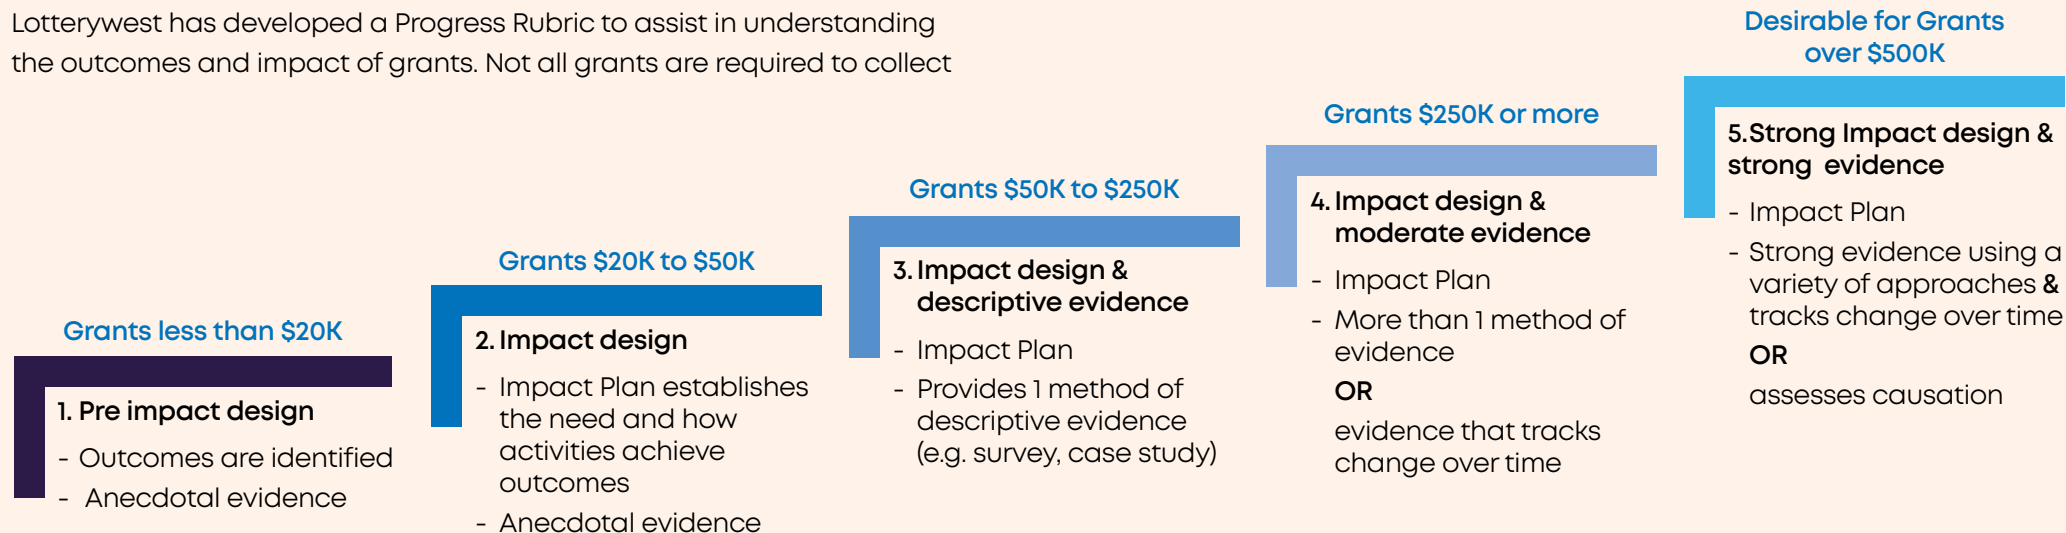 Lotterywest has developed a Progress Rubric to assist in understanding
the outcomes and impact of grants. Not all grants are required to collect
Grants less than $20K
1. Pre impact design
- Outcomes are identified
- Anecdotal evidence
Grants $20K to $50K
2. Impact design
- Impact Plan establishes
the need and how
activities achieve
outcomes
- Anecdotal evidence
Grants $50K to $250K
3. Impact design &
descriptive evidence
- Impact Plan
- Provides 1 method of
descriptive evidence
(e.g. survey, case study)
Grants $250K or more
4. Impact design &
moderate evidence
- Impact Plan
- More than 1 method of
evidence
OR
evidence that tracks
change over time
Desirable for Grants
over $500K
5. Strong Impact design &
strong evidence
- Impact Plan
- Strong evidence using a
variety of approaches &
tracks change over time
OR
assesses causation